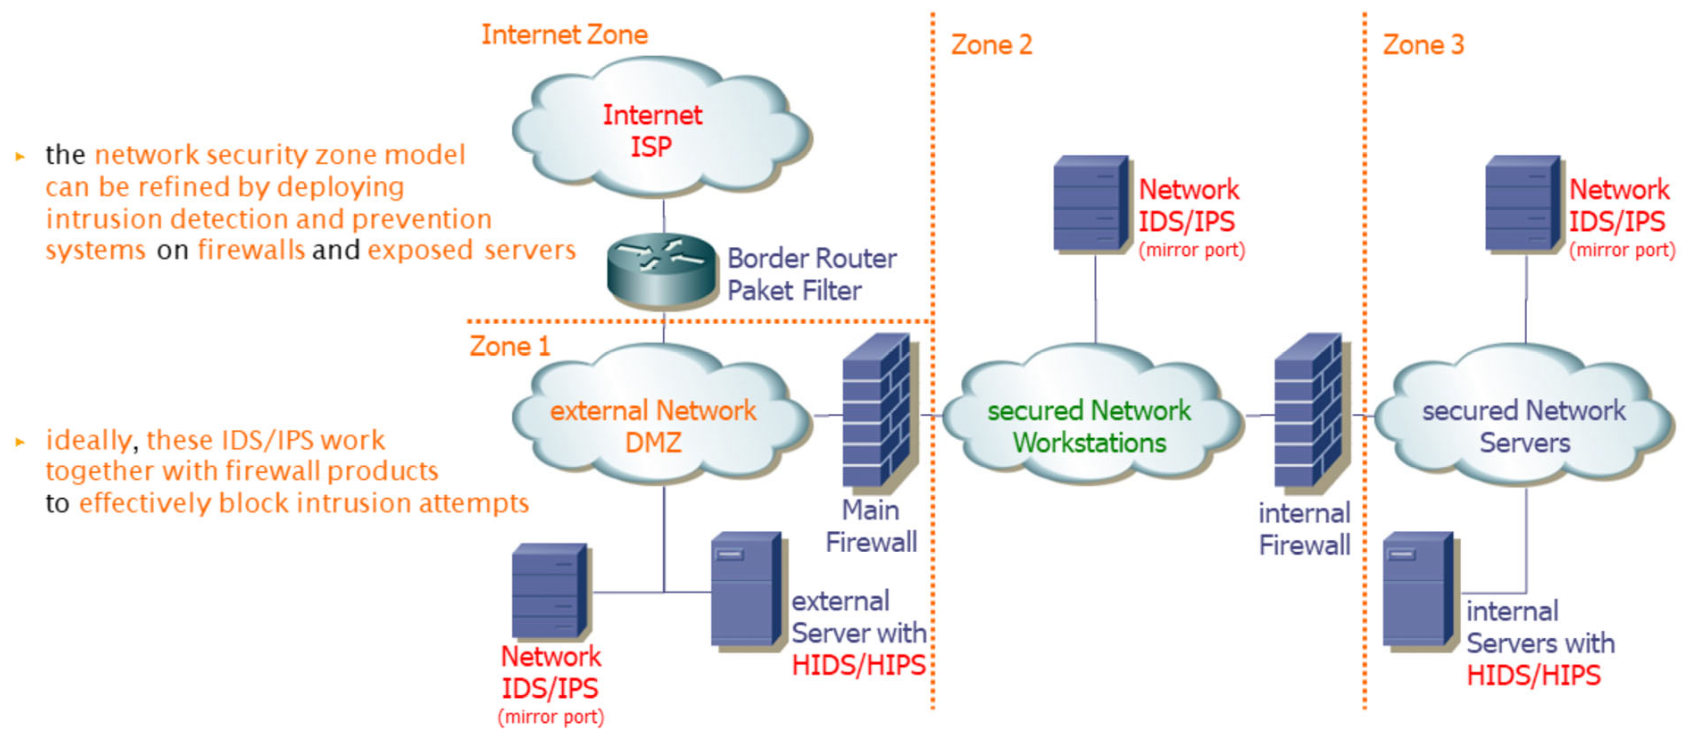 the network security zone model
can be refined by deploying
intrusion detection and prevention
systems on firewalls and exposed servers
ideally, these IDS/IPS work
together with firewall products
to effectively block intrusion attempts
Internet Zone
Internet
ISP
Border Router
Paket Filter
Zone 1
external Network
DMZ
Main
Firewall
Network
IDS/IPS
(mirror port)
external
Server with
HIDS/HIPS
Zone 2
Network
IDS/IPS
(mirror port)
secured Network
Workstations
internal
Firewall
Zone 3
Network
IDS/IPS
(mirror port)
secured Network
Servers
internal
Servers with
HIDS/HIPS